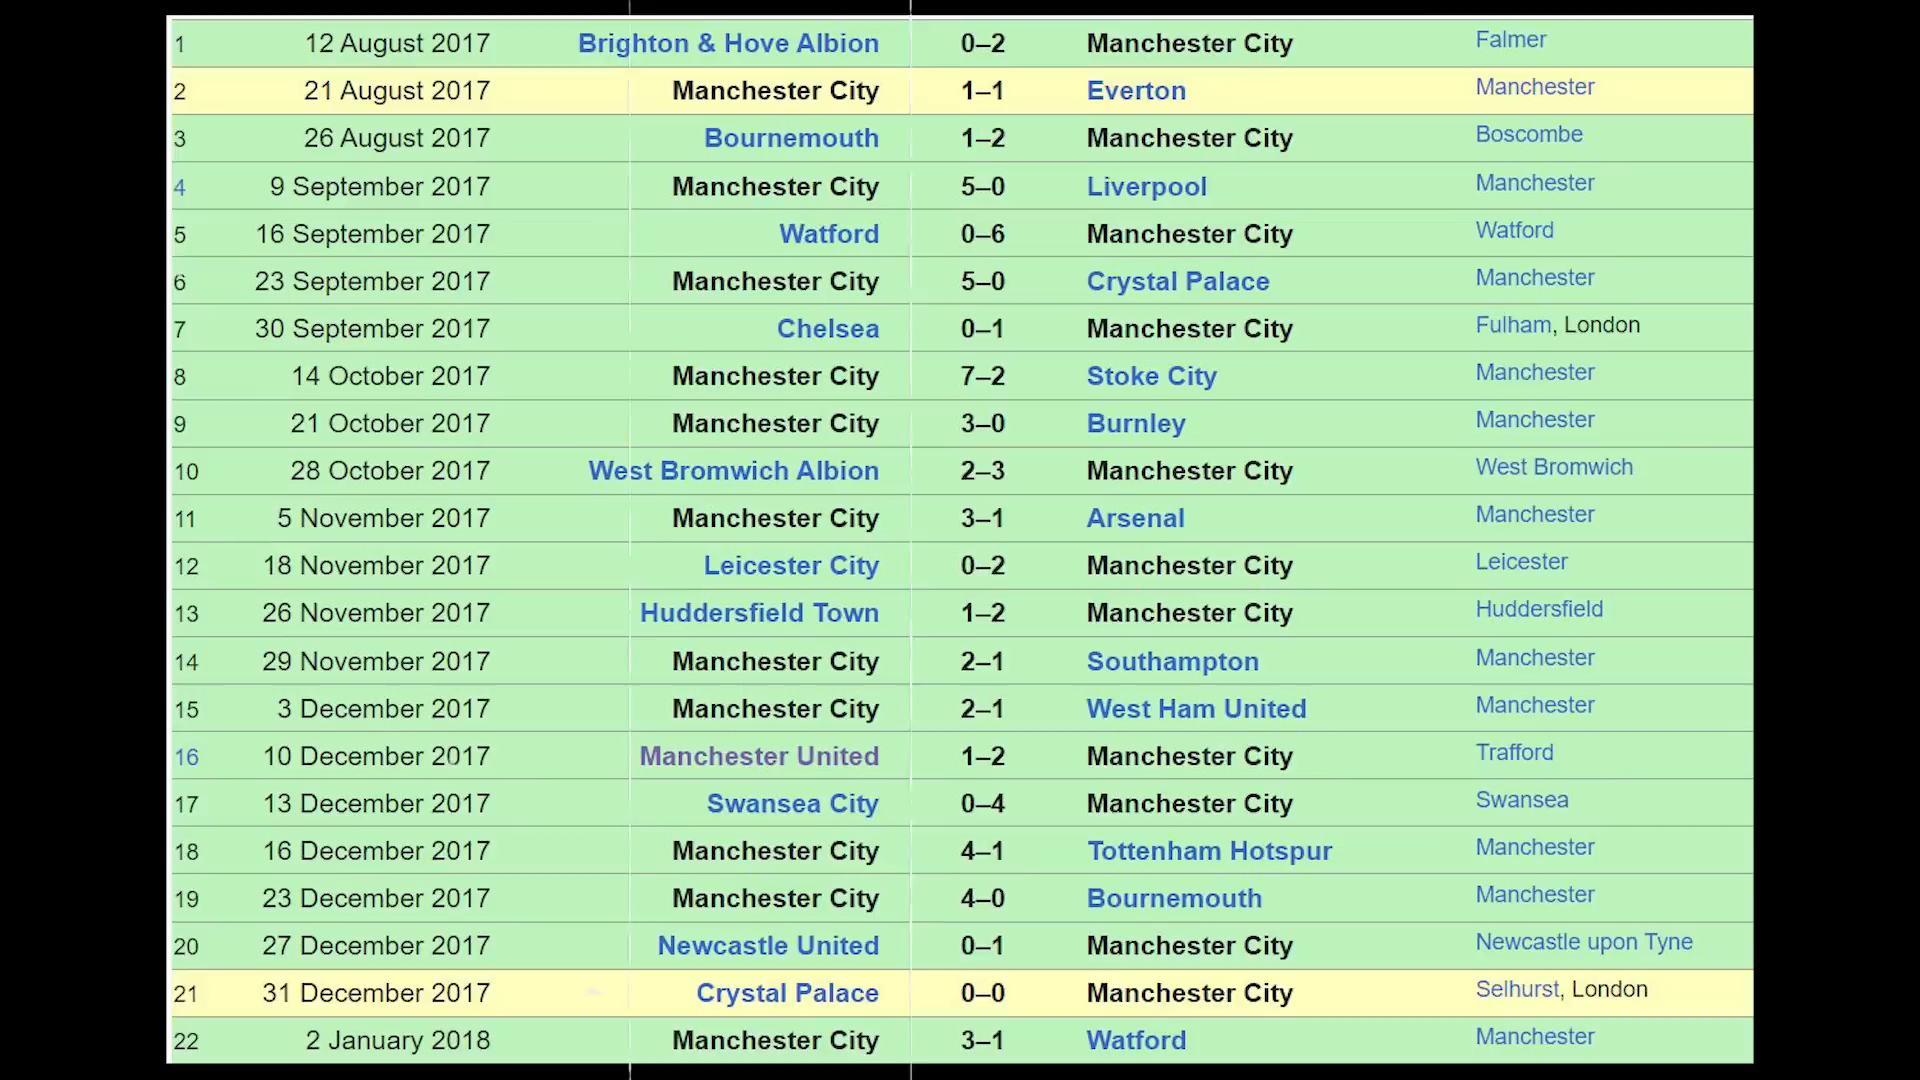 1 12 August 2017 Brighton & Hove Albion 0–2 Manchester City Falmer
2 21 August 2017 Manchester City 1–1 Everton Manchester
3 26 August 2017 Bournemouth 1–2 Manchester City Boscombe
4 9 September 2017 Manchester City 5–0 Liverpool Manchester
5 16 September 2017 Watford 0–6 Manchester City Watford
6 23 September 2017 Manchester City 5–0 Crystal Palace Manchester
7 30 September 2017 Chelsea 0–1 Manchester City Fulham, London
8 14 October 2017 Manchester City 7–2 Stoke City Manchester
9 21 October 2017 Manchester City 3–0 Burnley Manchester
10 28 October 2017 West Bromwich Albion 2–3 Manchester City West Bromwich
11 5 November 2017 Manchester City 3–1 Arsenal Manchester
12 18 November 2017 Leicester City 0–2 Manchester City Leicester
13 26 November 2017 Huddersfield Town 1–2 Manchester City Huddersfield
14 29 November 2017 Manchester City 2–1 Southampton Manchester
15 3 December 2017 Manchester City 2–1 West Ham United Manchester
16 10 December 2017 Manchester United 1–2 Manchester City Trafford
17 13 December 2017 Swansea City 0–4 Manchester City Swansea
18 16 December 2017 Manchester City 4–1 Tottenham Hotspur Manchester
19 23 December 2017 Manchester City 4–0 Bournemouth Manchester
20 27 December 2017 Newcastle United 0–1 Manchester City Newcastle upon Tyne
21 31 December 2017 Crystal Palace 0–0 Manchester City Selhurst, London
22 2 January 2018 Manchester City 3–1 Watford Manchester